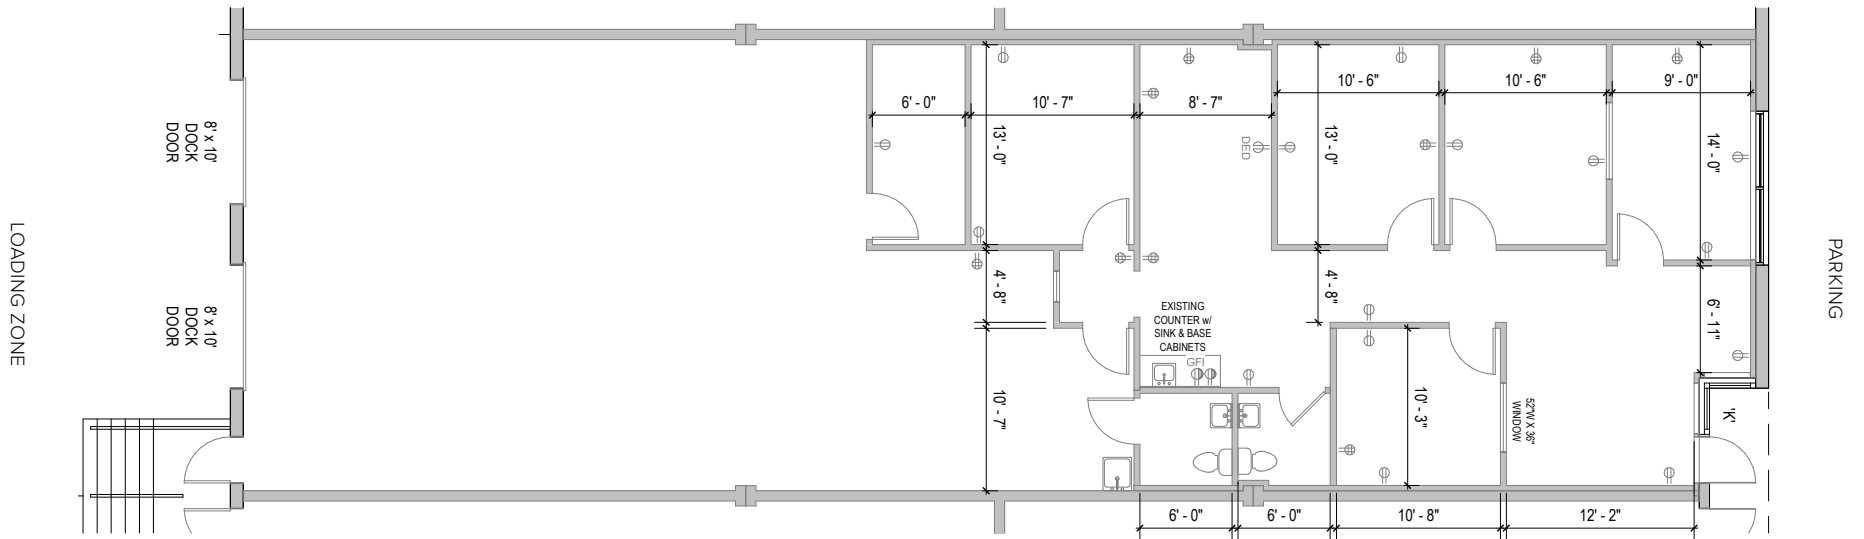 LOADING ZONE
8' x 10'
DOCK
DOOR
8' x 10'
DOCK
DOOR
6' - 0"
10' - 7"
8' - 7"
10' - 6"
10' - 6"
9' - 0"
13' - 0"
DED
13' - 0"
14' - 0"
4' - 8"
4' - 8"
6' - 11"
EXISTING
COUNTER w/
SINK & BASE
CABINETS
GFI
10' - 7"
10' - 3"
52"W X 36"
WINDOW
'K'
6' - 0"
6' - 0"
10' - 8"
12' - 2"
PARKING